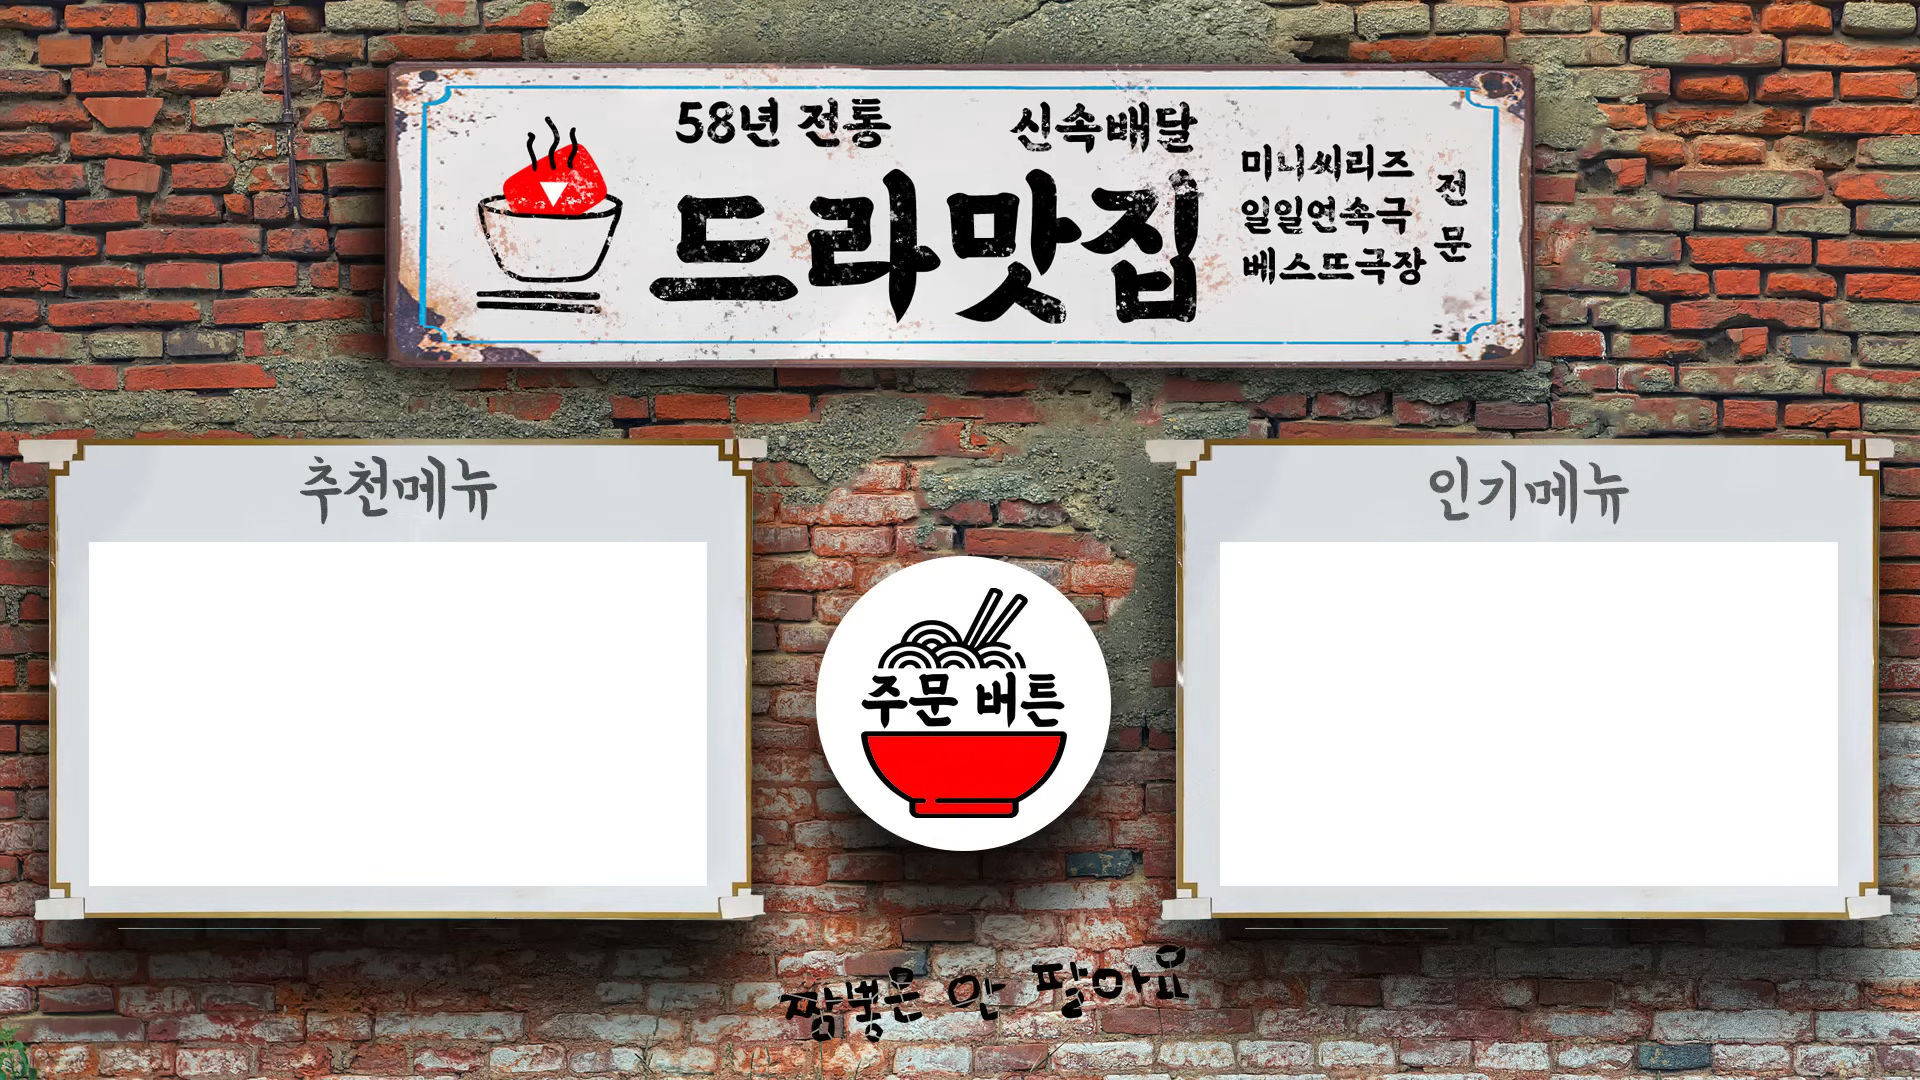 58년 전통 신속배달
드라맛집
미니씨리즈
일일연속극
베스뜨극장
전문
추천메뉴
인기메뉴
주문 버튼
짬뽕은 안 팔아요